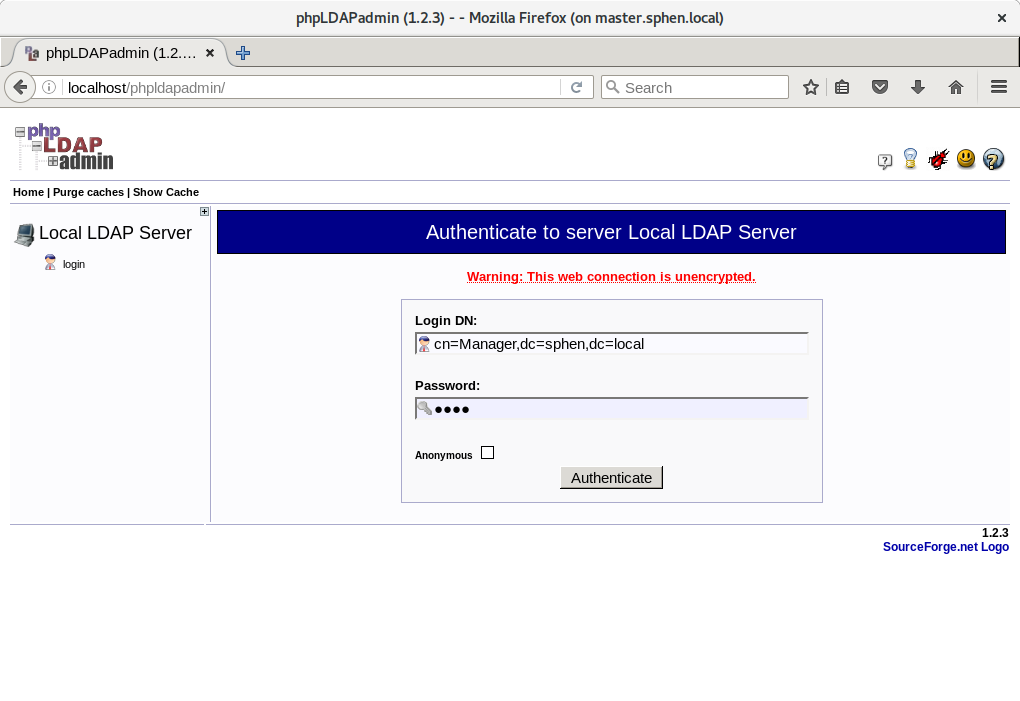 phpLDAPadmin (1.2.3) - - Mozilla Firefox (on master.sphen.local)
phpLDAPadmin (1.2....
localhost/phpldapadmin/
Search
php
LDAP
admin
Home | Purge caches | Show Cache
Local LDAP Server
login
Authenticate to server Local LDAP Server
Warning: This web connection is unencrypted.
Login DN:
cn=Manager,dc=sphen,dc=local
Password:
●●●●
Anonymous
Authenticate
1.2.3
SourceForge.net Logo